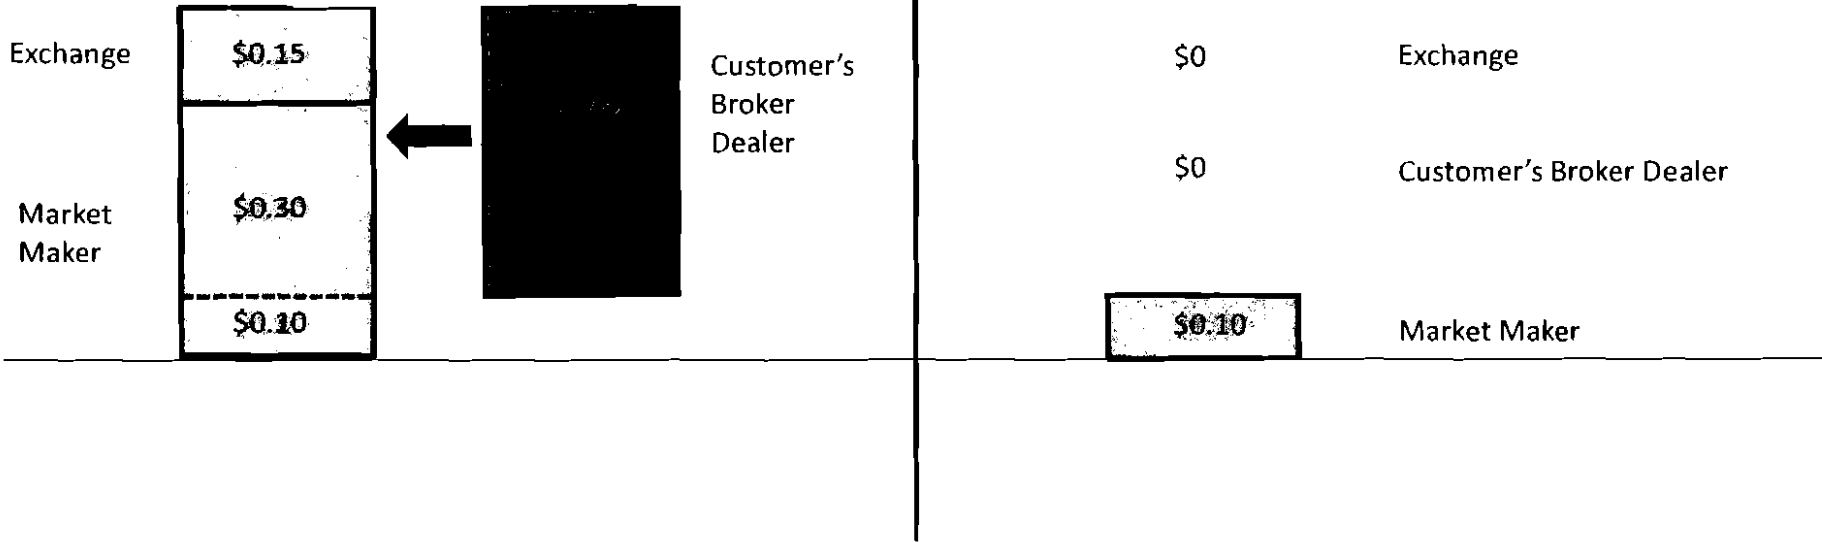 Exchange
$0.15
Market
Maker
$0.30
$0.10
Customer’s
Broker
Dealer
$0
Exchange
$0
Customer’s Broker Dealer
$0.10
Market Maker